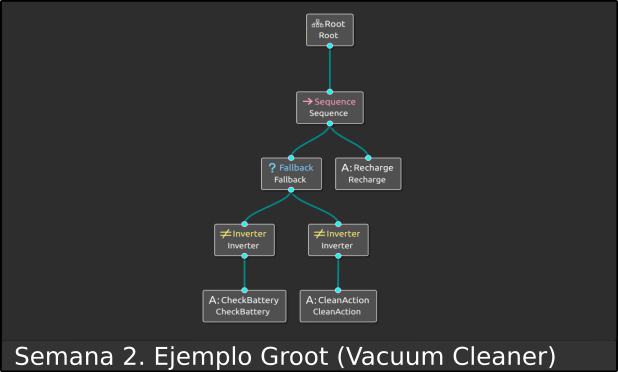 Root
Root
→ Sequence
Sequence
? Fallback
Fallback
A: Recharge
Recharge
≠ Inverter
Inverter
≠ Inverter
Inverter
A: CheckBattery
CheckBattery
A: CleanAction
CleanAction
Semana 2. Ejemplo Groot (Vacuum Cleaner)